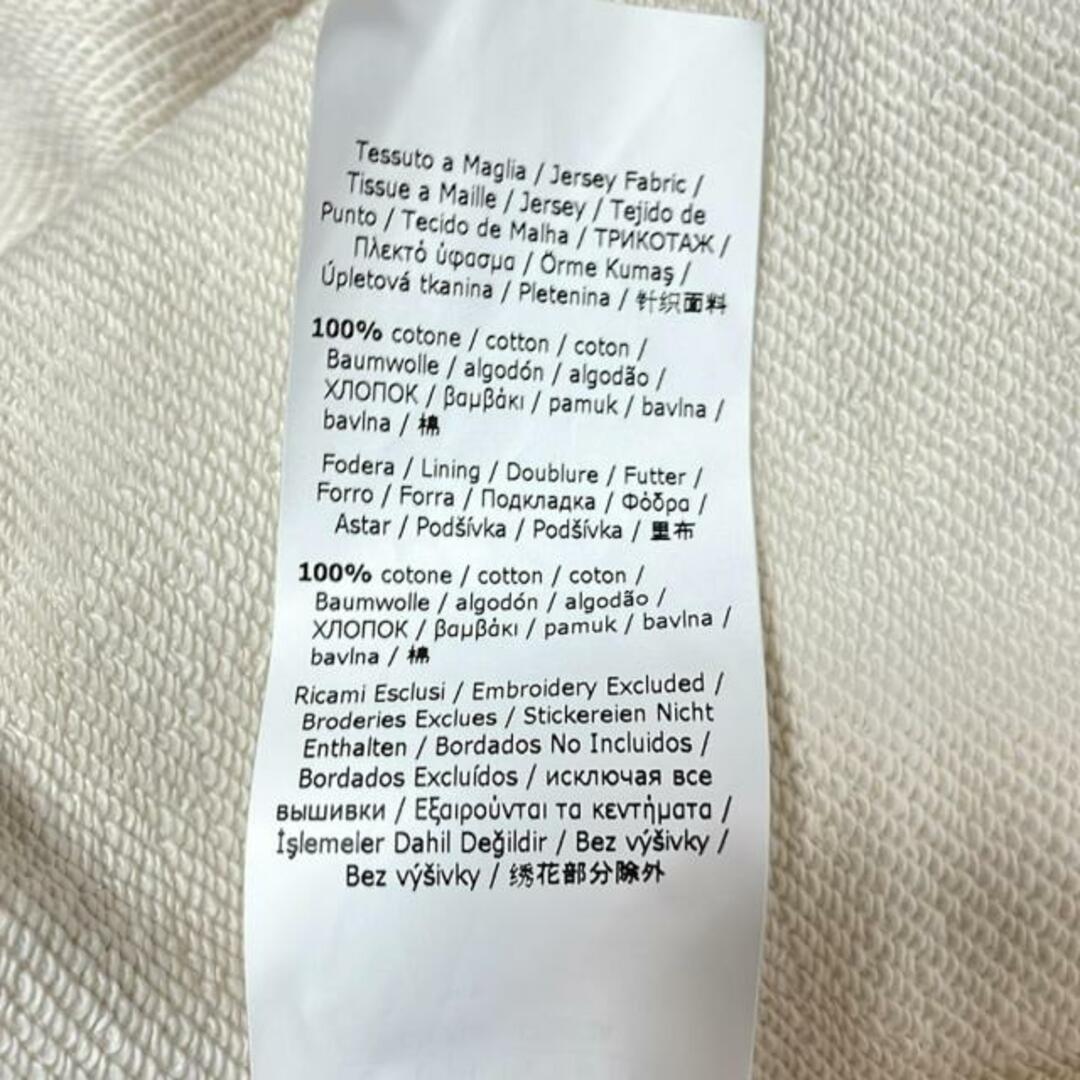 Tessuto a Maglia / Jersey Fabric /
Tissue a Maille / Jersey / Tejido de
Punto / Tecido de Malha / ТРИКОТАЖ /
Πλεκτό ύφασμα / Örme Kumaş /
Úpletová tkanina / Pletenina / 针织面料
100% cotone / cotton / coton /
Baumwolle / algodón / algodão /
ХЛОПОК / βαμβάκι / pamuk / bavlna /
bavlna / 棉
Fodera / Lining / Doublure / Futter /
Forro / Forra / Подкладка / Φόδρα /
Astar / Podšívka / Podšívka / 里布
100% cotone / cotton / coton /
Baumwolle / algodón / algodão /
ХЛОПОК / βαμβάκι / pamuk / bavlna /
bavlna / 棉
Ricami Esclusi / Embroidery Excluded /
Broderies Exclues / Stickereien Nicht
Enthalten / Bordados No Incluidos /
Bordados Excluídos / исключая все
вышивки / Εξαιρούνται τα κεντήματα /
İşlemeler Dahil Değildir / Bez výšivky /
Bez výšivky / 绣花部分除外